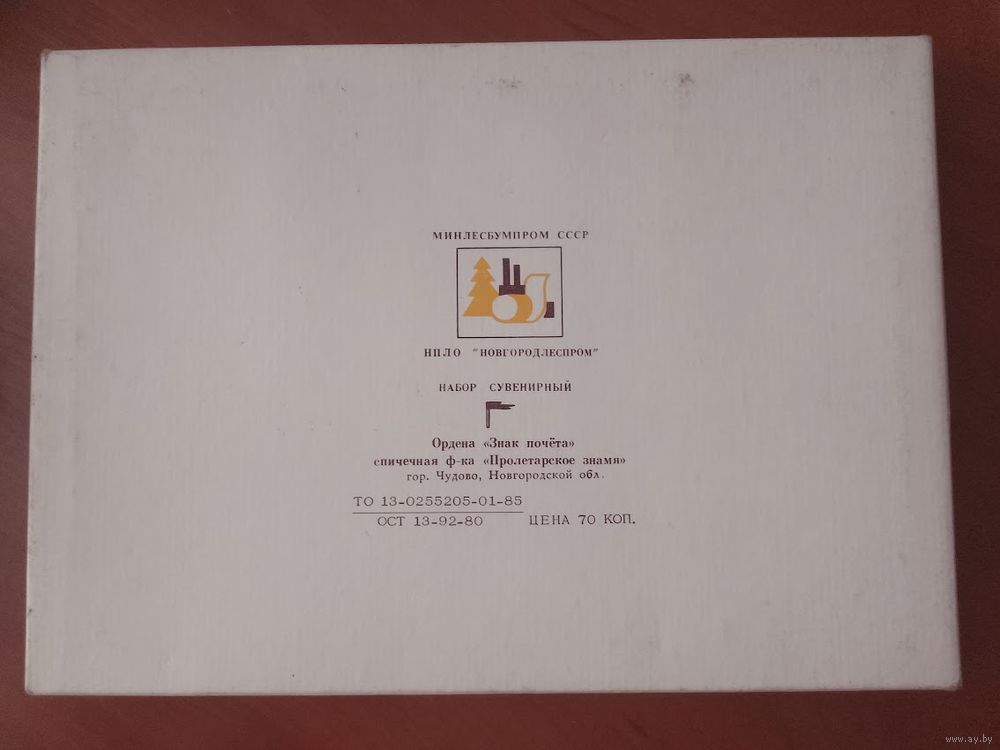 МИНЛЕСБУМПРОМ СССР
НПЛО "НОВГОРОДЛЕСПРОМ"
НАБОР СУВЕНИРНЫЙ
Ордена «Знак почёта»
спичечная ф-ка «Пролетарское знамя»
гор. Чудово, Новгородской обл.
ТО 13-0255205-01-85
ОСТ 13-92-80 ЦЕНА 70 КОП.
www.ay.by